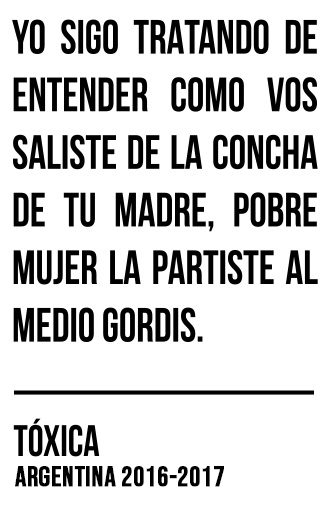 YO SIGO TRATANDO DE
ENTENDER COMO VOS
SALISTE DE LA CONCHA
DE TU MADRE, POBRE
MUJER LA PARTISTE AL
MEDIO GORDIS.
TÓXICA
ARGENTINA 2016-2017